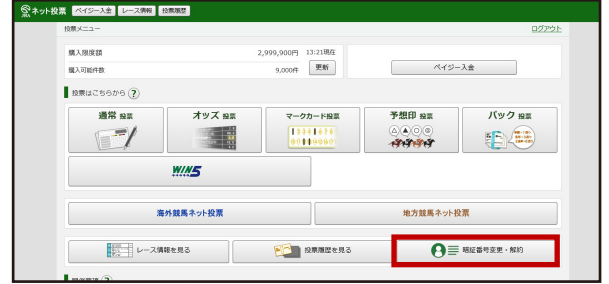 JRA ネット投票 ペイジー入金 レース情報 投票履歴
投票メニュー ログアウト
購入限度額 2,999,900円 13:21現在
購入可能件数 9,000件 更新 ペイジー入金
投票はこちらから ?
通常 投票 オッズ 投票 マークカード投票 予想印 投票 パック 投票
WIN5
海外競馬ネット投票 地方競馬ネット投票
レース情報を見る 投票履歴を見る 暗証番号変更・解約